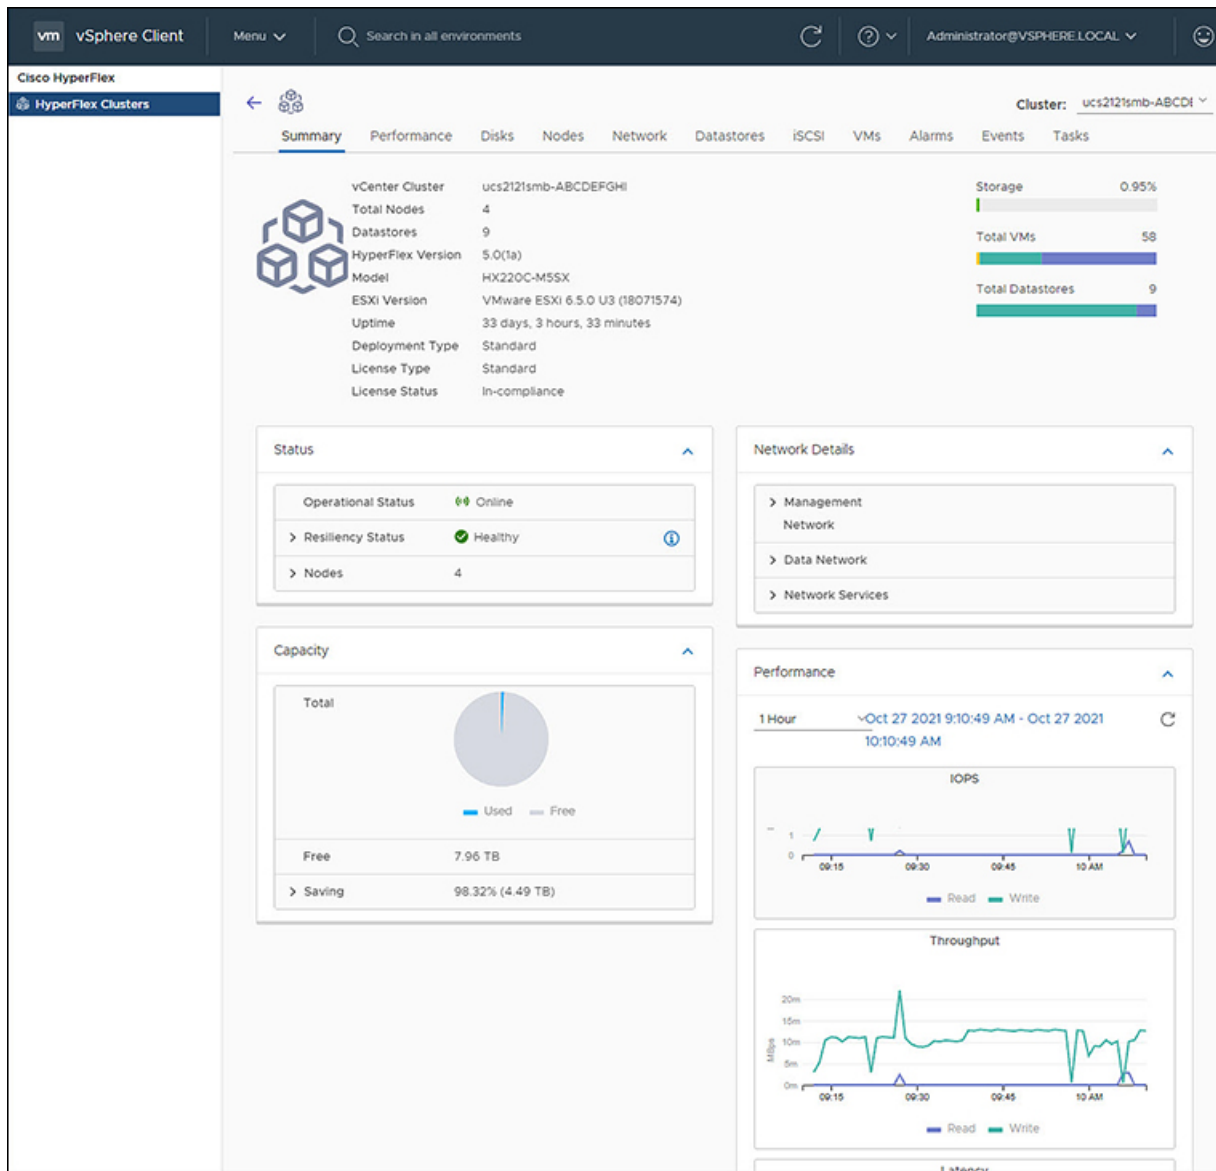 vm vSphere Client Menu Search in all environments Administrator@VSPHERE.LOCAL
Cisco HyperFlex
HyperFlex Clusters
Cluster: ucs2121smb-ABCDE
Summary Performance Disks Nodes Network Datastores iSCSI VMs Alarms Events Tasks
vCenter Cluster ucs2121smb-ABCDEFGHI
Total Nodes 4
Datastores 9
HyperFlex Version 5.0(1a)
Model HX220C-M5SX
ESXi Version VMware ESXi 6.5.0 U3 (18071574)
Uptime 33 days, 3 hours, 33 minutes
Deployment Type Standard
License Type Standard
License Status In-compliance
Storage 0.95%
Total VMs 58
Total Datastores 9
Status
Operational Status Online
Resiliency Status Healthy
Nodes 4
Capacity
Total
Used Free
Free 7.96 TB
Saving 98.32% (4.49 TB)
Network Details
Management
Network
Data Network
Network Services
Performance
1 Hour Oct 27 2021 9:10:49 AM - Oct 27 2021
10:10:49 AM
IOPS
1
0
09:15 09:30 09:45 10 AM
Read Write
Throughput
20m
15m
10m
5m
0m
MBps
09:15 09:30 09:45 10 AM
Read Write
Latency